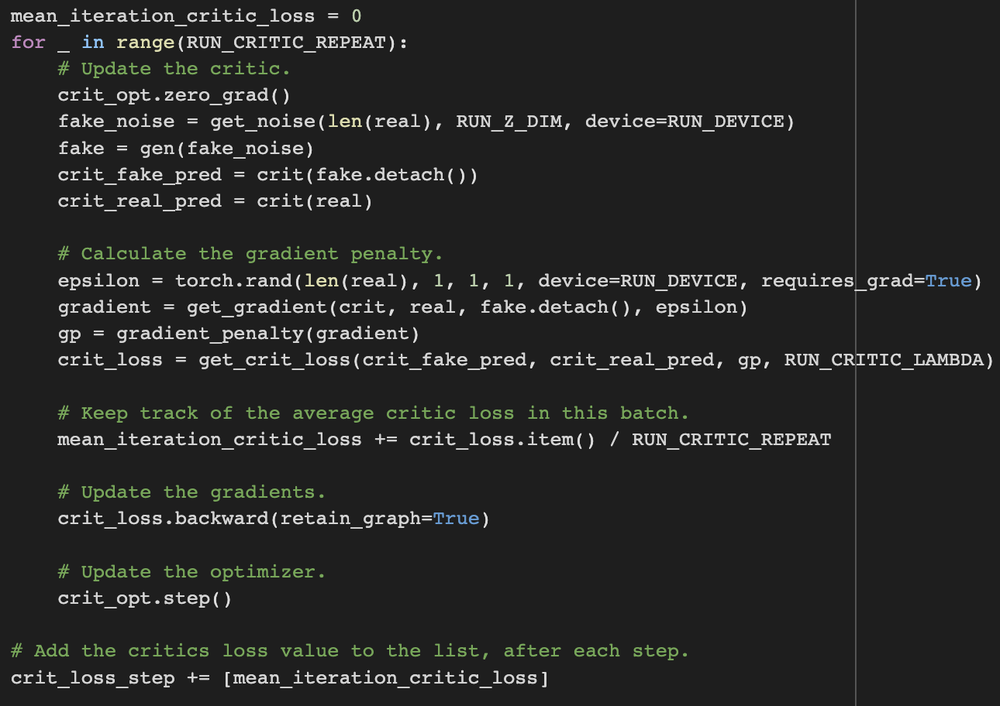 mean_iteration_critic_loss = 0
for _ in range(RUN_CRITIC_REPEAT):
    # Update the critic.
    crit_opt.zero_grad()
    fake_noise = get_noise(len(real), RUN_Z_DIM, device=RUN_DEVICE)
    fake = gen(fake_noise)
    crit_fake_pred = crit(fake.detach())
    crit_real_pred = crit(real)

    # Calculate the gradient penalty.
    epsilon = torch.rand(len(real), 1, 1, 1, device=RUN_DEVICE, requires_grad=True)
    gradient = get_gradient(crit, real, fake.detach(), epsilon)
    gp = gradient_penalty(gradient)
    crit_loss = get_crit_loss(crit_fake_pred, crit_real_pred, gp, RUN_CRITIC_LAMBDA)

    # Keep track of the average critic loss in this batch.
    mean_iteration_critic_loss += crit_loss.item() / RUN_CRITIC_REPEAT

    # Update the gradients.
    crit_loss.backward(retain_graph=True)

    # Update the optimizer.
    crit_opt.step()

# Add the critics loss value to the list, after each step.
crit_loss_step += [mean_iteration_critic_loss]